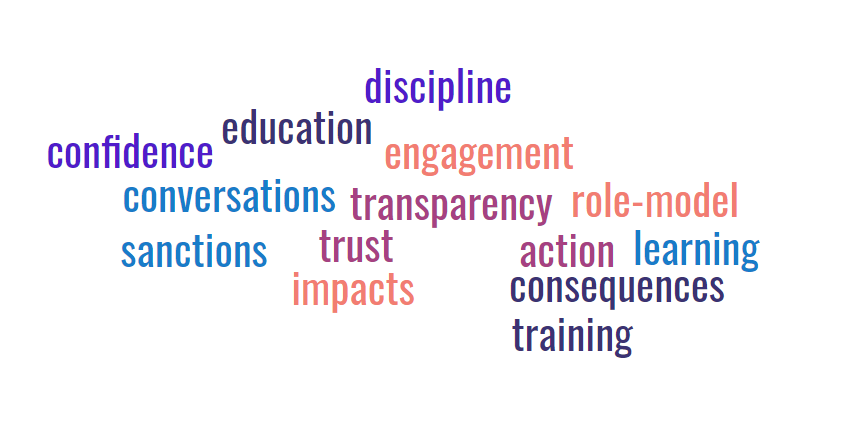 discipline
education
confidence
engagement
conversations
transparency
role-model
sanctions
trust
action
learning
impacts
consequences
training